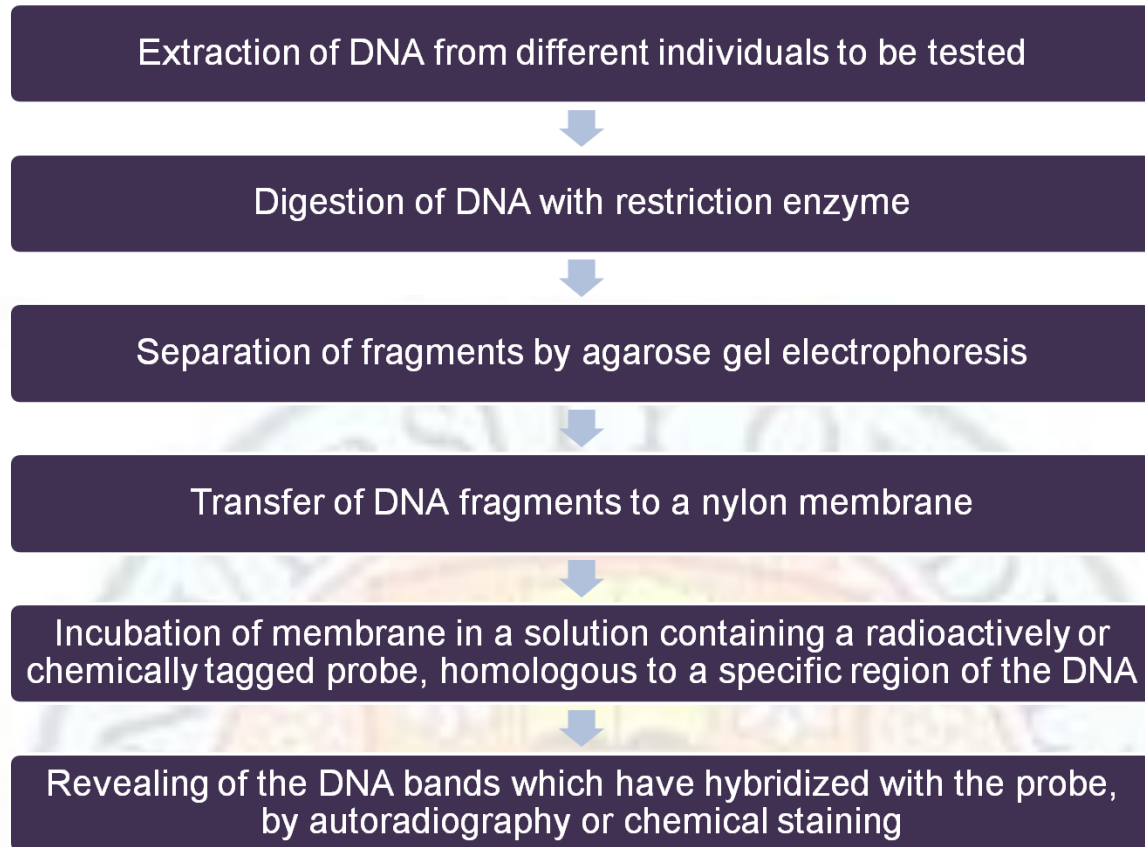 Extraction of DNA from different individuals to be tested
Digestion of DNA with restriction enzyme
Separation of fragments by agarose gel electrophoresis
Transfer of DNA fragments to a nylon membrane
Incubation of membrane in a solution containing a radioactively or
chemically tagged probe, homologous to a specific region of the DNA
Revealing of the DNA bands which have hybridized with the probe,
by autoradiography or chemical staining